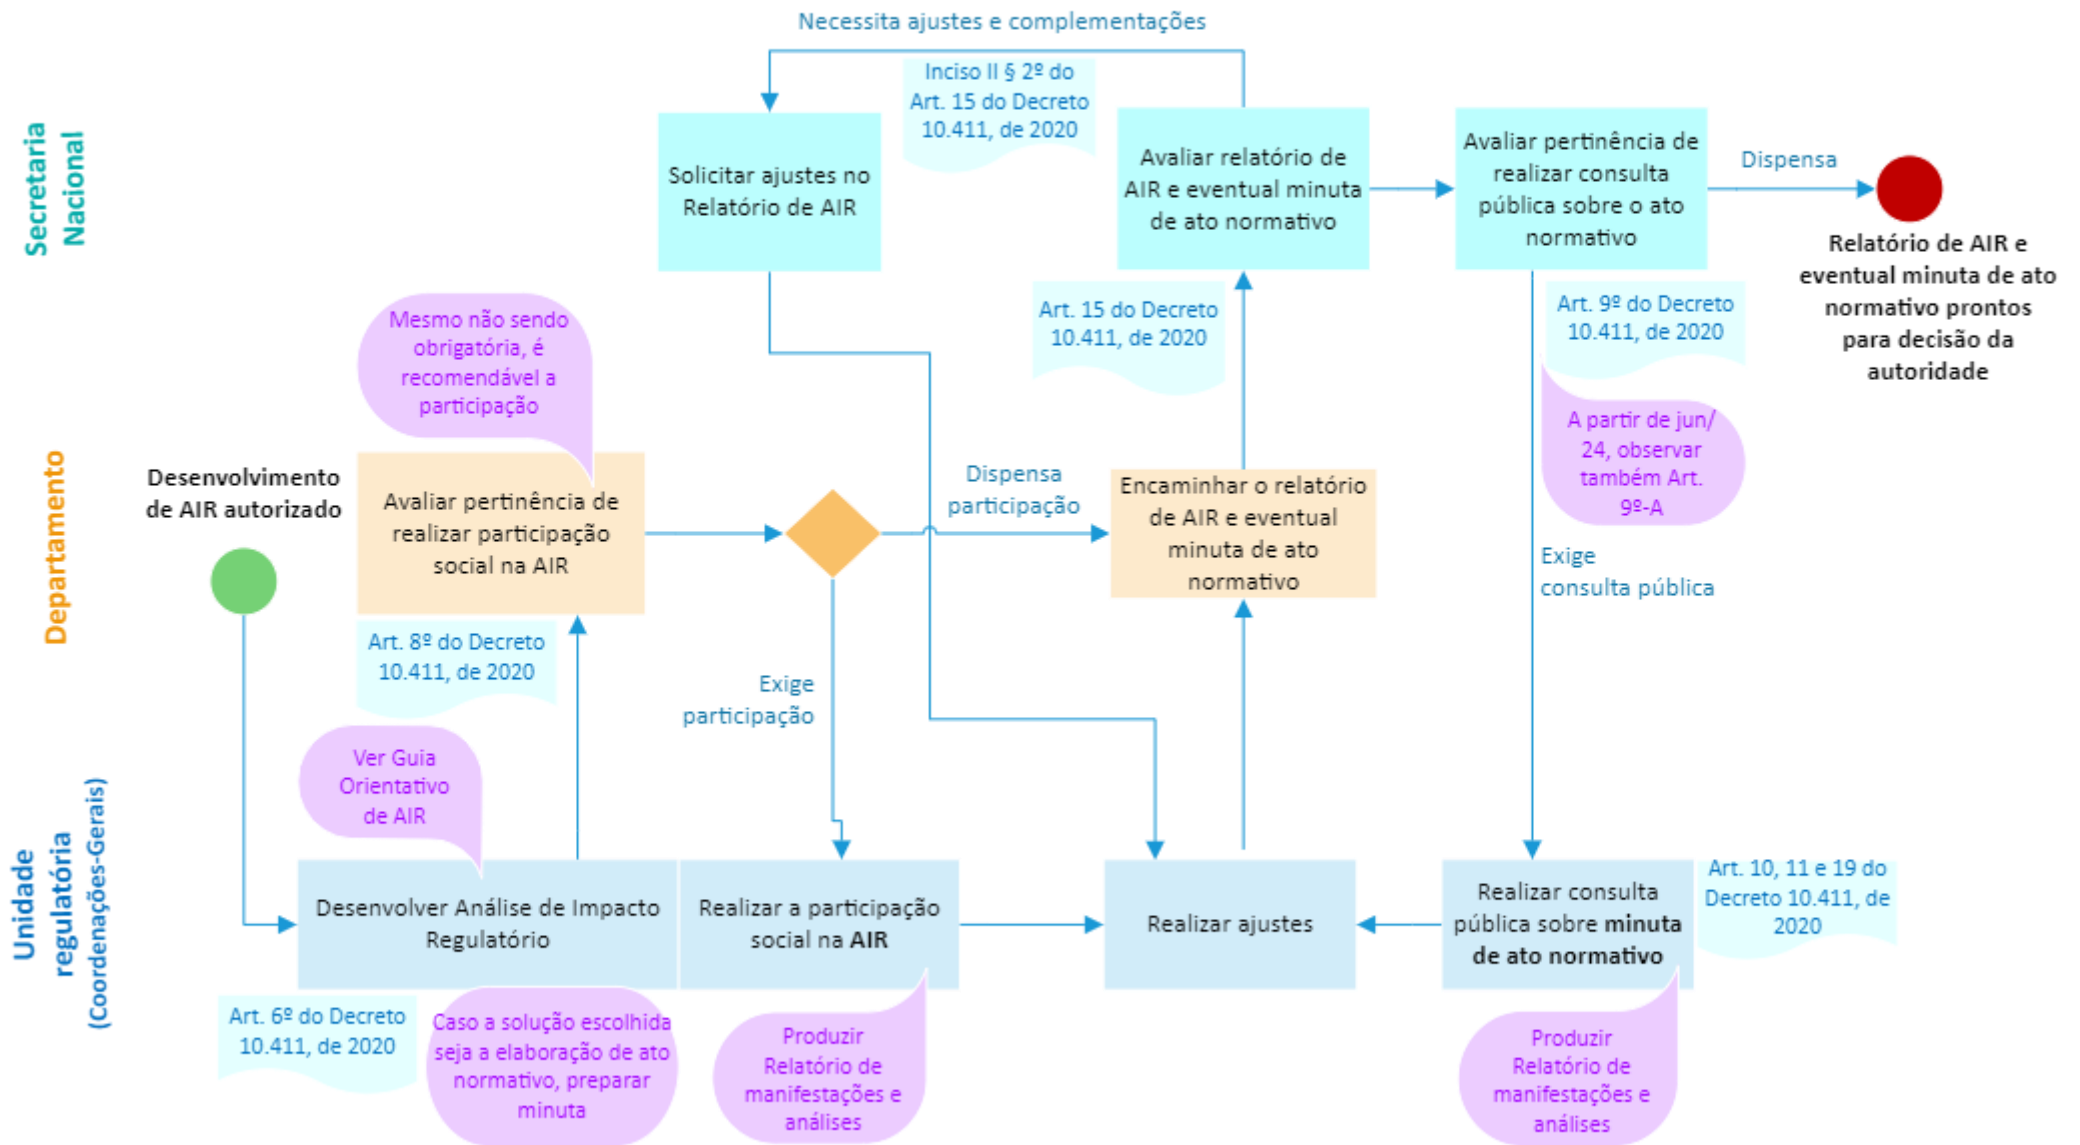 Necessita ajustes e complementações
Secretaria
Nacional
Solicitar ajustes no
Relatório de AIR
Inciso II § 2º do
Art. 15 do Decreto
10.411, de 2020
Avaliar relatório de
AIR e eventual minuta
de ato normativo
Avaliar pertinência de
realizar consulta
pública sobre o ato
normativo
Dispensa
Relatório de AIR e
eventual minuta de ato
normativo prontos
para decisão da
autoridade
Art. 15 do Decreto
10.411, de 2020
Art. 9º do Decreto
10.411, de 2020
A partir de jun/
24, observar
também Art.
9º-A
Mesmo não sendo
obrigatória, é
recomendável a
participação
Departamento
Desenvolvimento
de AIR autorizado
Avaliar pertinência de
realizar participação
social na AIR
Dispensa
participação
Encaminhar o relatório
de AIR e eventual
minuta de ato
normativo
Exige
consulta pública
Art. 8º do Decreto
10.411, de 2020
Exige
participação
Unidade
regulatória
(Coordenações-Gerais)
Ver Guia
Orientativo
de AIR
Desenvolver Análise de Impacto
Regulatório
Realizar a participação
social na AIR
Realizar ajustes
Realizar consulta
pública sobre minuta
de ato normativo
Art. 10, 11 e 19 do
Decreto 10.411, de
2020
Art. 6º do Decreto
10.411, de 2020
Caso a solução escolhida
seja a elaboração de ato
normativo, preparar
minuta
Produzir
Relatório de
manifestações e
análises
Produzir
Relatório de
manifestações e
análises